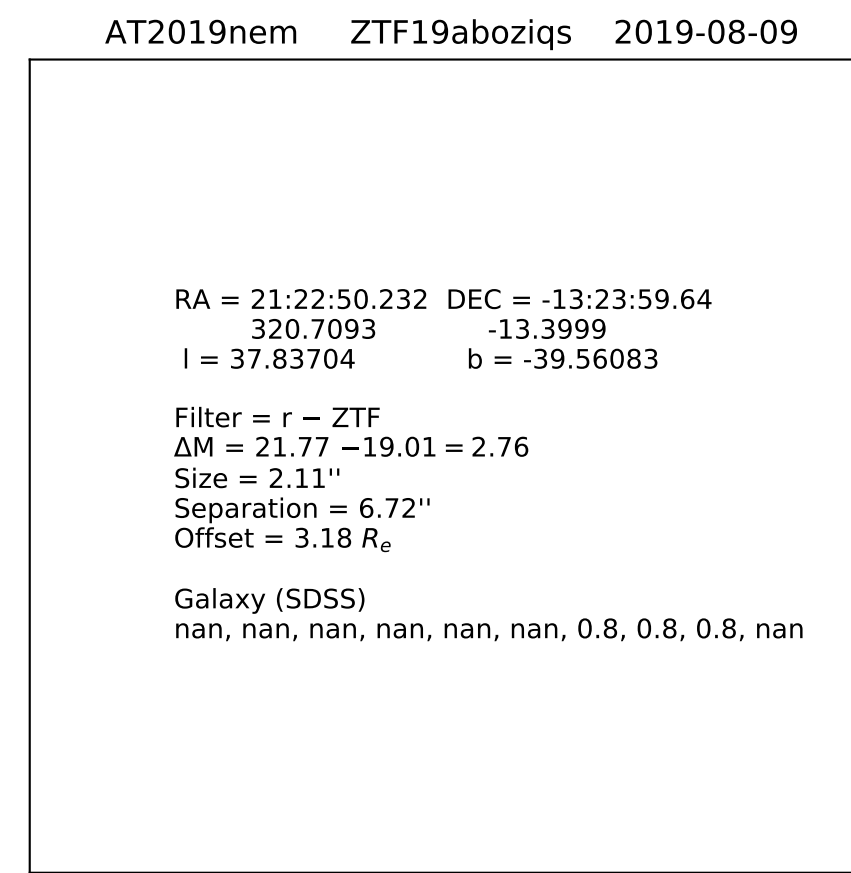 AT2019nem ZTF19aboziqs 2019-08-09
RA = 21:22:50.232 DEC = -13:23:59.64
320.7093 -13.3999
l = 37.83704 b = -39.56083
Filter = r − ZTF
ΔM = 21.77 −19.01 = 2.76
Size = 2.11''
Separation = 6.72''
Offset = 3.18 Rₑ
Galaxy (SDSS)
nan, nan, nan, nan, nan, nan, 0.8, 0.8, 0.8, nan